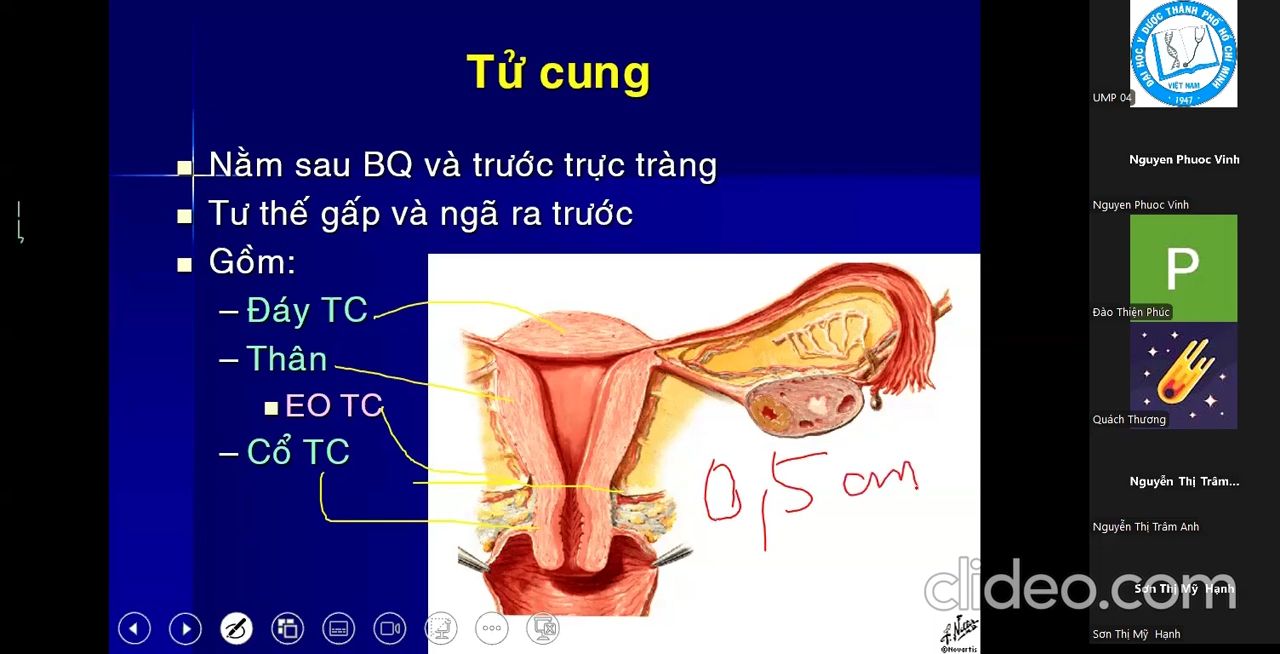 Tử cung
Nằm sau BQ và trước trực tràng
Tư thế gấp và ngã ra trước
Gồm:
– Đáy TC
– Thân
EO TC
– Cổ TC
0,5 cm
©Novartis
ĐẠI HỌC Y DƯỢC THÀNH PHỐ HỒ CHÍ MINH
VIỆT NAM
1947
UMP 04
Nguyen Phuoc Vinh
Nguyen Phuoc Vinh
P
Đào Thiện Phúc
Quách Thương
Nguyễn Thị Trâm...
Nguyễn Thị Trâm Anh
Sơn Thị Mỹ Hạnh
Sơn Thị Mỹ Hạnh
clideo.com